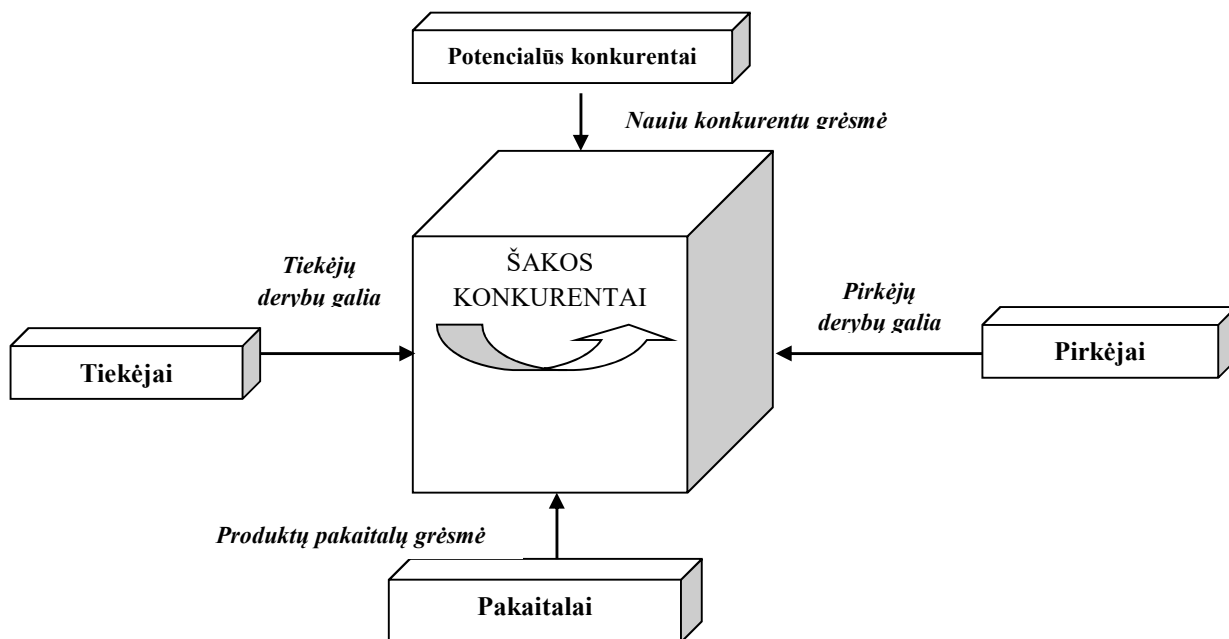 Potencialūs konkurentai
Naujų konkurentų grėsmė
ŠAKOS
KONKURENTAI
Tiekėjų
derybų galia
Pirkėjų
derybų galia
Tiekėjai
Pirkėjai
Produktų pakaitalų grėsmė
Pakaitalai